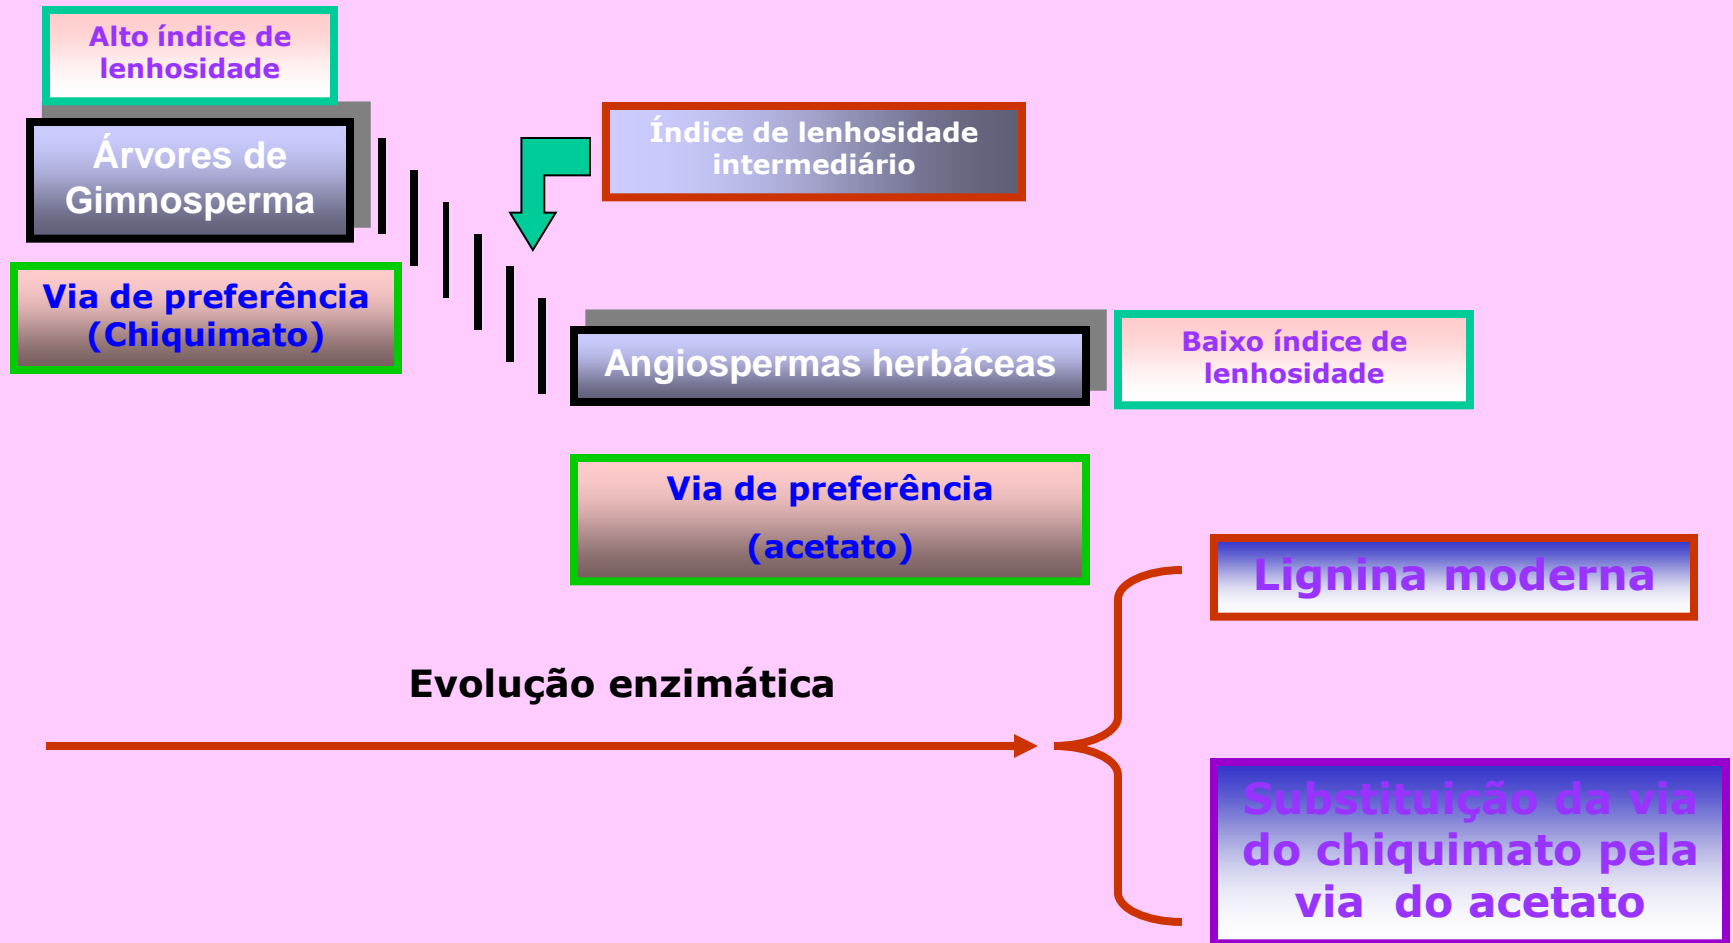 Alto índice de
lenhosidade
Árvores de
Gimnosperma
Via de preferência
(Chiquimato)
Índice de lenhosidade
intermediário
Angiospermas herbáceas
Baixo índice de
lenhosidade
Via de preferência
(acetato)
Lignina moderna
Evolução enzimática
Substituição da via
do chiquimato pela
via do acetato